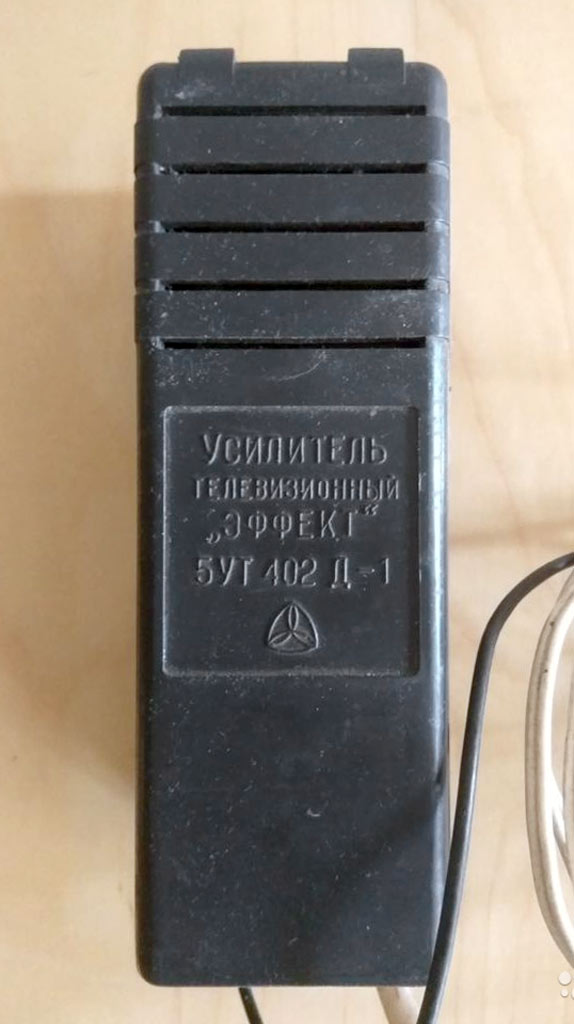 УСИЛИТЕЛЬ
ТЕЛЕВИЗИОННЫЙ
„ЭФФЕКТ“
5УТ 402 Д-1